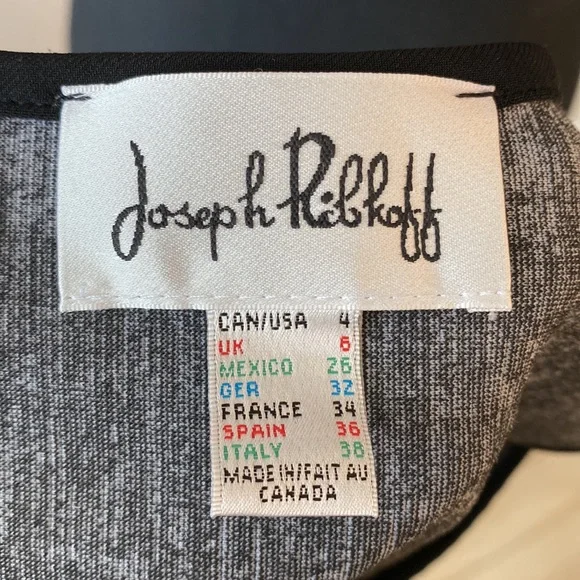 Joseph Ribkoff
CAN/USA 4
UK 6
MEXICO 26
GER 32
FRANCE 34
SPAIN 36
ITALY 38
MADE IN/FAIT AU
CANADA